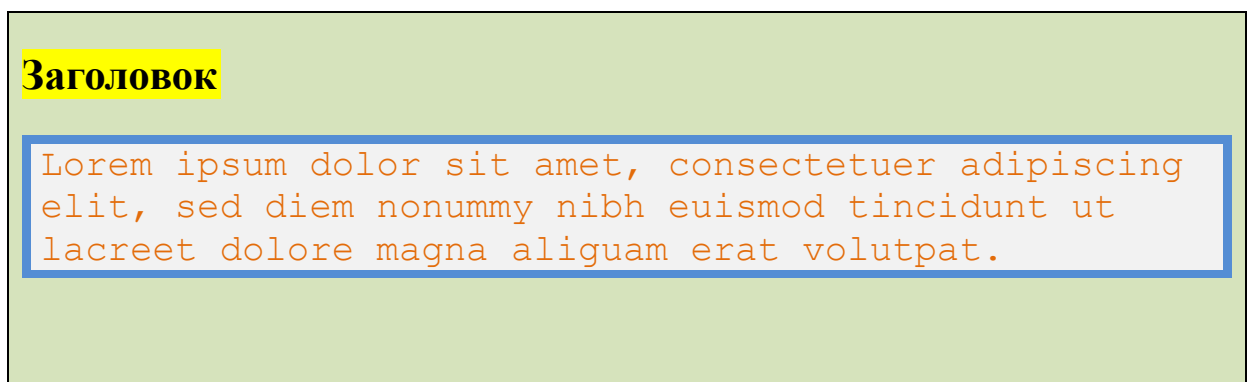 Заголовок
Lorem ipsum dolor sit amet, consectetuer adipiscing
elit, sed diem nonummy nibh euismod tincidunt ut
lacreet dolore magna aliguam erat volutpat.